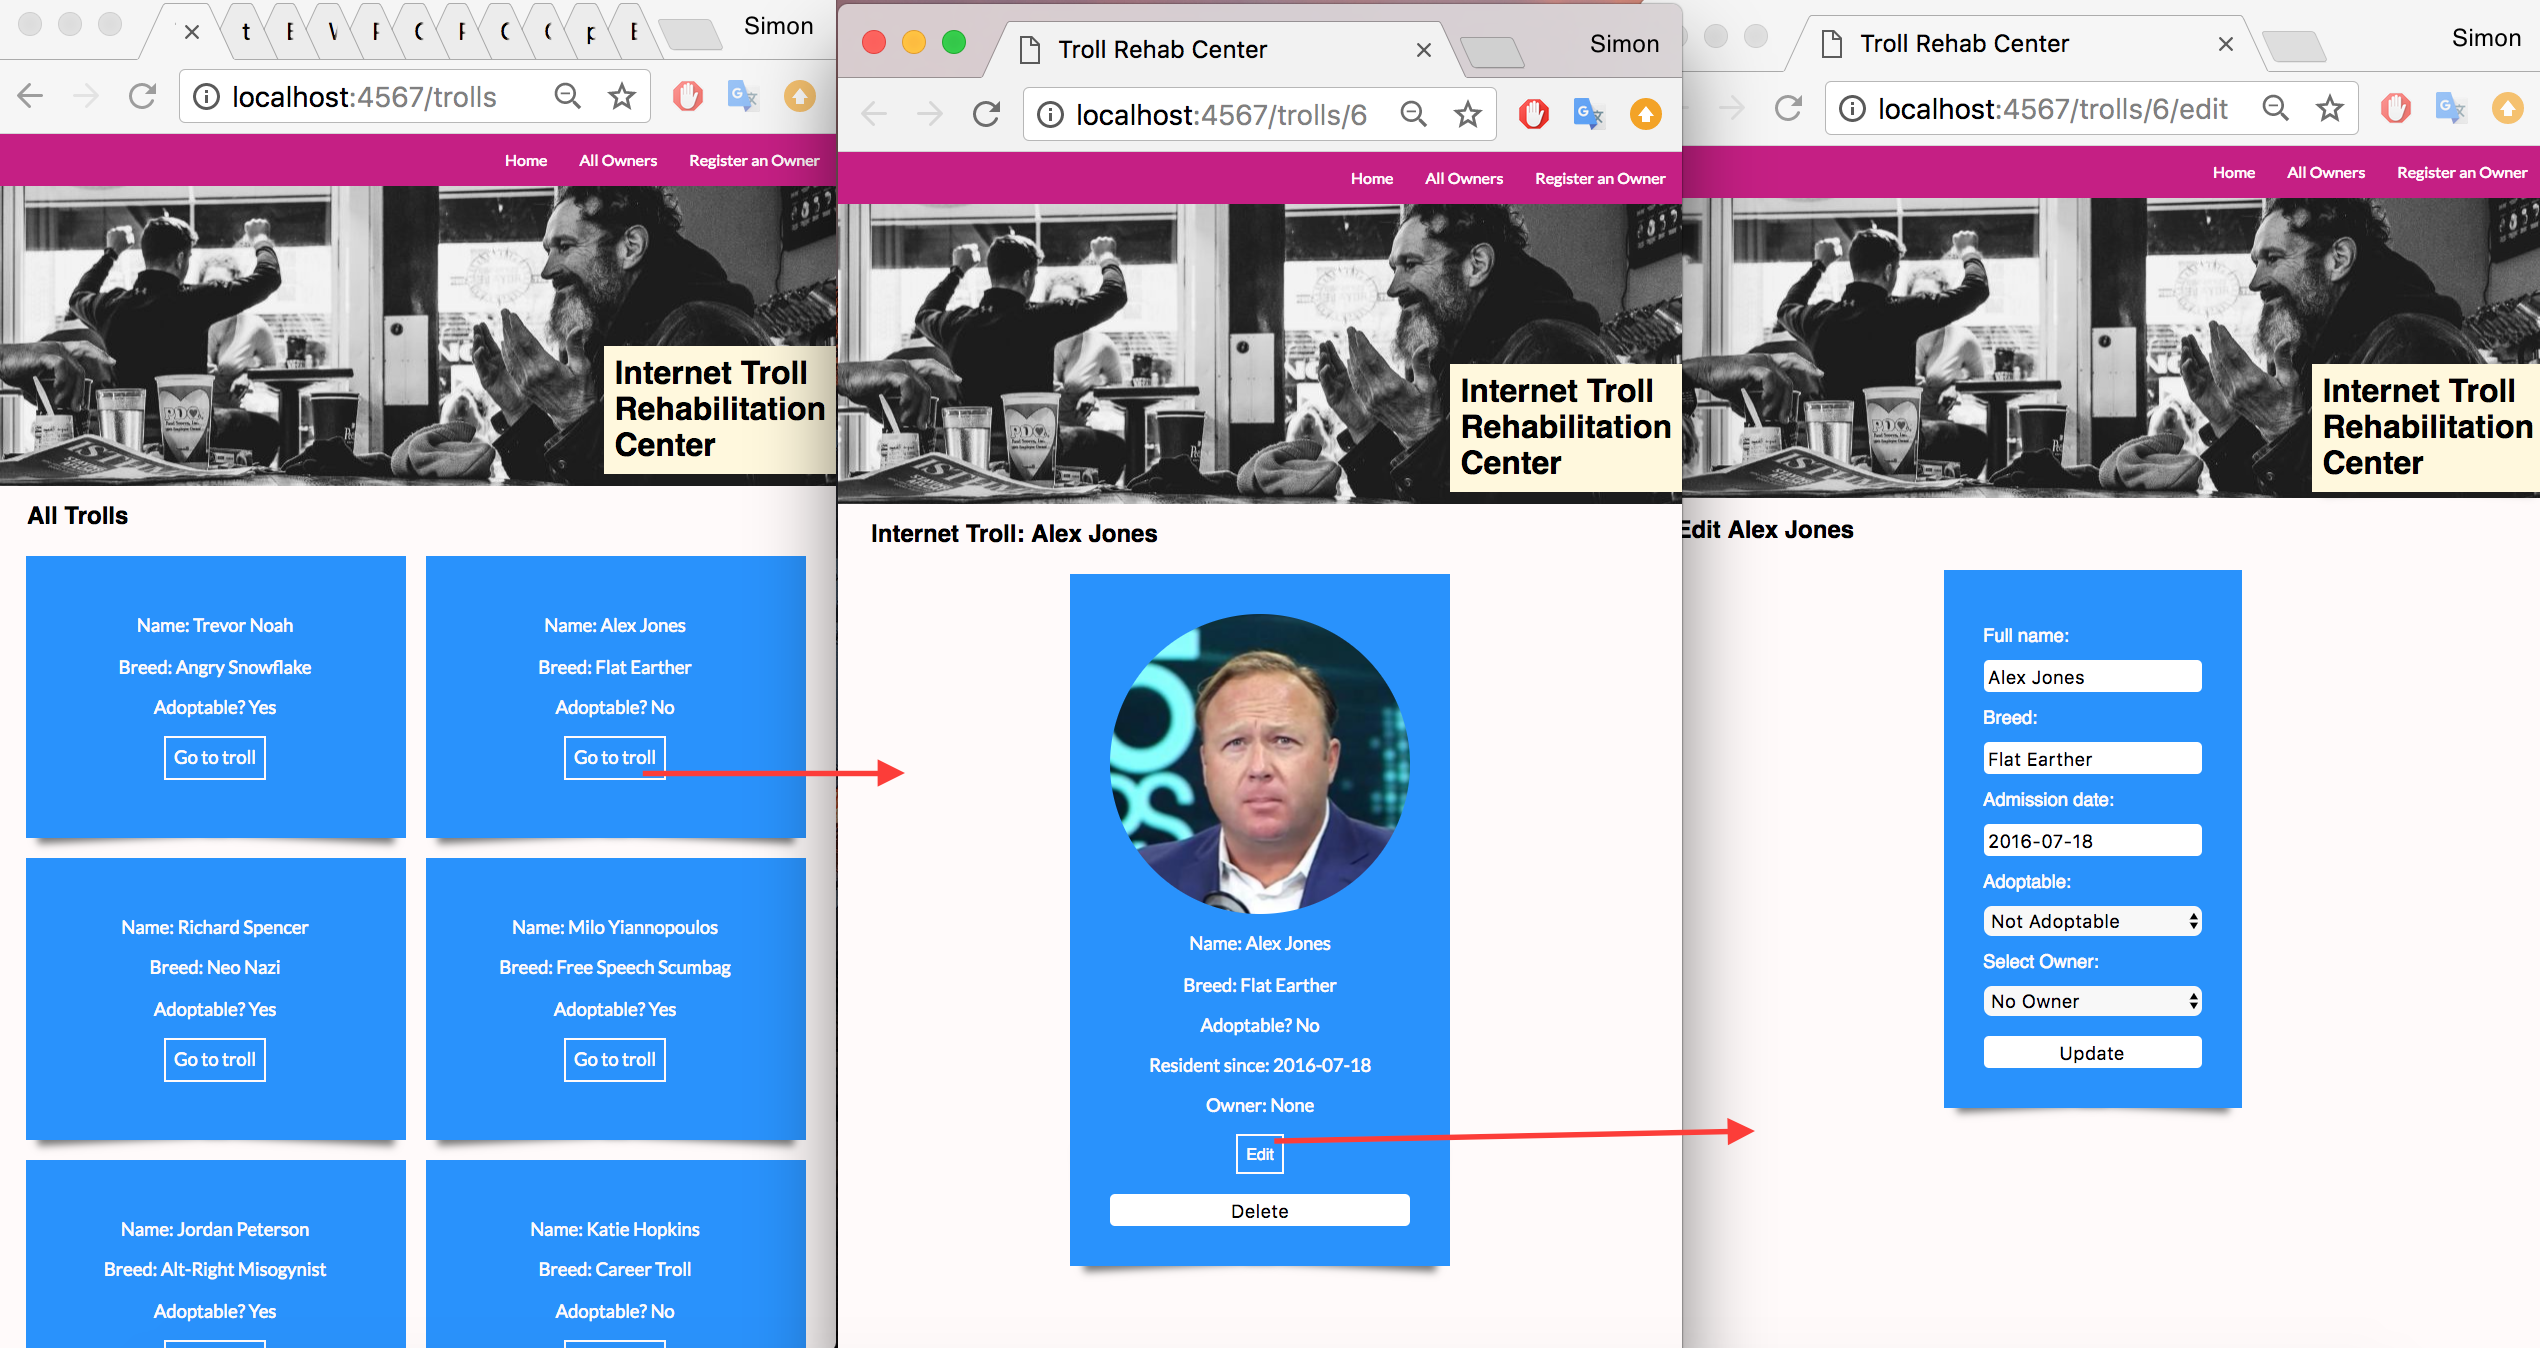 t
Simon
localhost:4567/trolls
Home All Owners Register an Owner
Internet Troll
Rehabilitation
Center
All Trolls
Name: Trevor Noah
Breed: Angry Snowflake
Adoptable? Yes
Go to troll
Name: Alex Jones
Breed: Flat Earther
Adoptable? No
Go to troll
Name: Richard Spencer
Breed: Neo Nazi
Adoptable? Yes
Go to troll
Name: Milo Yiannopoulos
Breed: Free Speech Scumbag
Adoptable? Yes
Go to troll
Name: Jordan Peterson
Breed: Alt-Right Misogynist
Adoptable? Yes
Name: Katie Hopkins
Breed: Career Troll
Adoptable? No
Troll Rehab Center
Simon
localhost:4567/trolls/6
Home All Owners Register an Owner
Internet Troll
Rehabilitation
Center
Internet Troll: Alex Jones
Name: Alex Jones
Breed: Flat Earther
Adoptable? No
Resident since: 2016-07-18
Owner: None
Edit
Delete
Troll Rehab Center
Simon
localhost:4567/trolls/6/edit
Home All Owners Register an Owner
Internet Troll
Rehabilitation
Center
Edit Alex Jones
Full name:
Alex Jones
Breed:
Flat Earther
Admission date:
2016-07-18
Adoptable:
Not Adoptable
Select Owner:
No Owner
Update